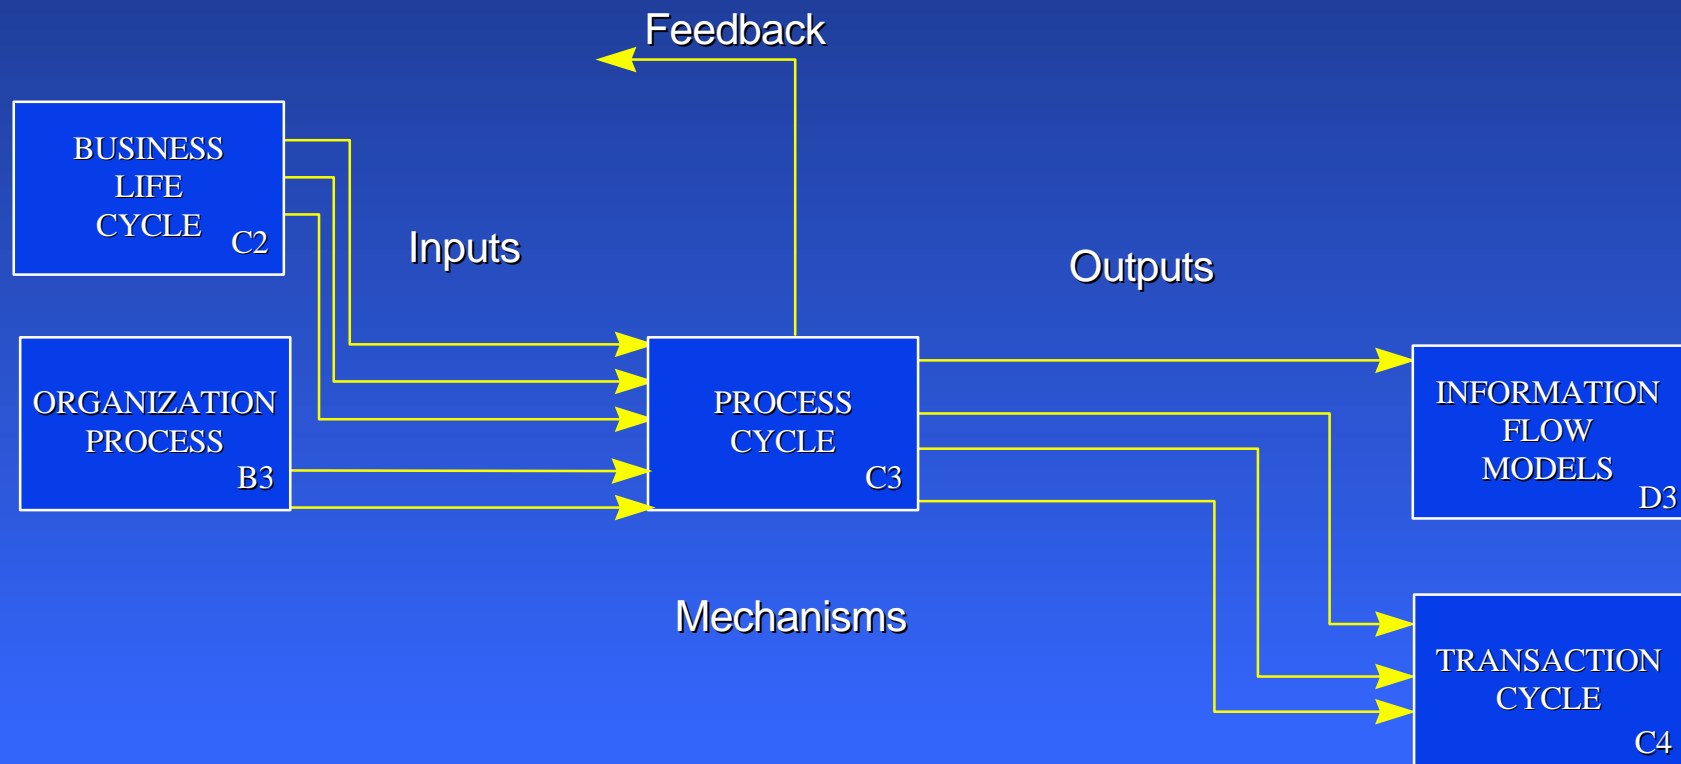 Feedback
BUSINESS
LIFE
CYCLE
C2
Inputs
Outputs
ORGANIZATION
PROCESS
B3
PROCESS
CYCLE
C3
INFORMATION
FLOW
MODELS
D3
Mechanisms
TRANSACTION
CYCLE
C4